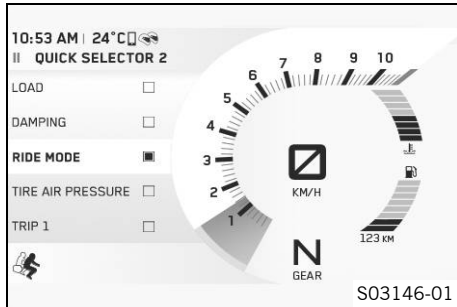 10:53 AM | 24°C
II QUICK SELECTOR 2
LOAD
DAMPING
RIDE MODE
TIRE AIR PRESSURE
TRIP 1
1
2
3
4
5
6
7
8
9
10
0
KM/H
N
GEAR
123 KM
S03146-01